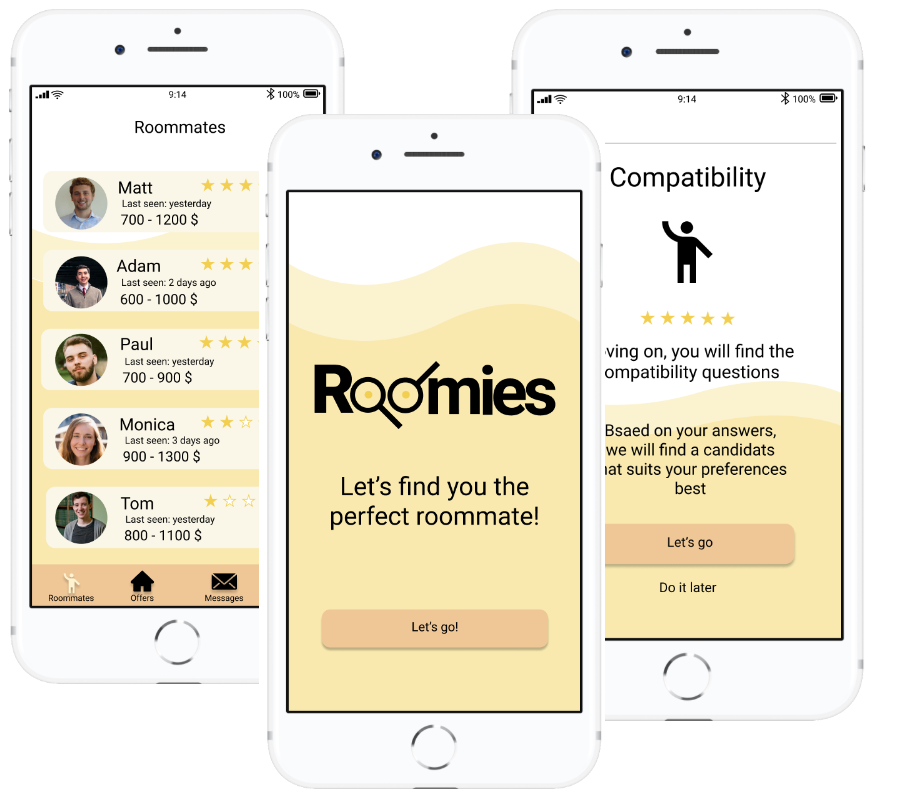 9:14
100%
Roommates
Matt
Last seen: yesterday
700 - 1200 $
Adam
Last seen: 2 days ago
600 - 1000 $
Paul
Last seen: yesterday
700 - 900 $
Monica
Last seen: 3 days ago
900 - 1300 $
Tom
Last seen: yesterday
800 - 1100 $
Roommates
Offers
Messages
Roomies
Let's find you the
perfect roommate!
Let's go!
9:14
100%
Compatibility
ving on, you will find the
ompatibility questions
Bsaed on your answers,
we will find a candidats
at suits your preferences
best
Let's go
Do it later